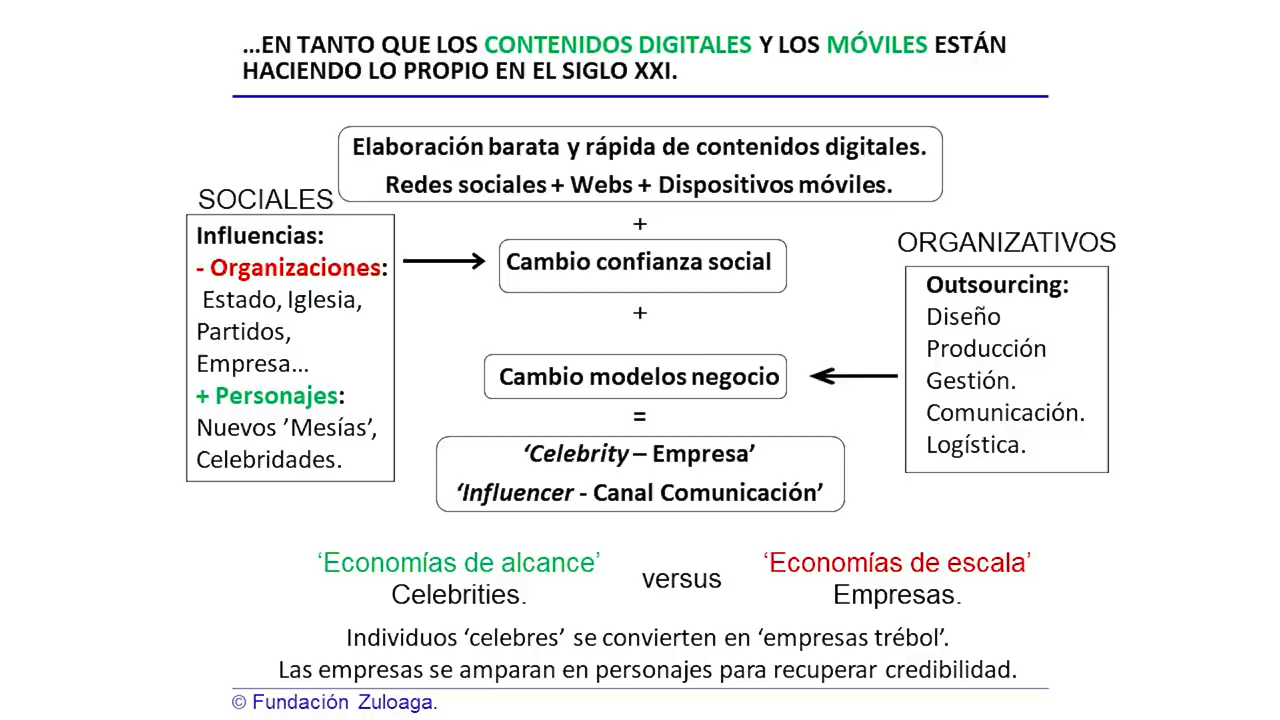 …EN TANTO QUE LOS CONTENIDOS DIGITALES Y LOS MÓVILES ESTÁN
HACIENDO LO PROPIO EN EL SIGLO XXI.
Elaboración barata y rápida de contenidos digitales.
Redes sociales + Webs + Dispositivos móviles.
SOCIALES
Influencias:
- Organizaciones:
Estado, Iglesia,
Partidos,
Empresa…
+ Personajes:
Nuevos ’Mesías’,
Celebridades.
+
Cambio confianza social
+
Cambio modelos negocio
=
‘Celebrity – Empresa’
‘Influencer - Canal Comunicación’
ORGANIZATIVOS
Outsourcing:
Diseño
Producción
Gestión.
Comunicación.
Logística.
‘Economías de alcance’
Celebrities.
versus
‘Economías de escala’
Empresas.
Individuos ‘celebres’ se convierten en ‘empresas trébol’.
Las empresas se amparan en personajes para recuperar credibilidad.
© Fundación Zuloaga.